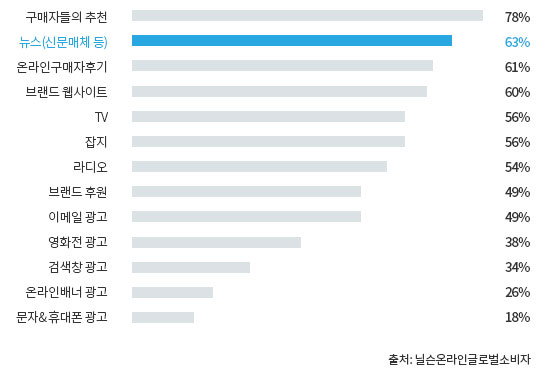 구매자들의 추천 78%
뉴스(신문매체 등) 63%
온라인구매자후기 61%
브랜드 웹사이트 60%
TV 56%
잡지 56%
라디오 54%
브랜드 후원 49%
이메일 광고 49%
영화전 광고 38%
검색창 광고 34%
온라인배너 광고 26%
문자&휴대폰 광고 18%
출처: 닐슨온라인글로벌소비자